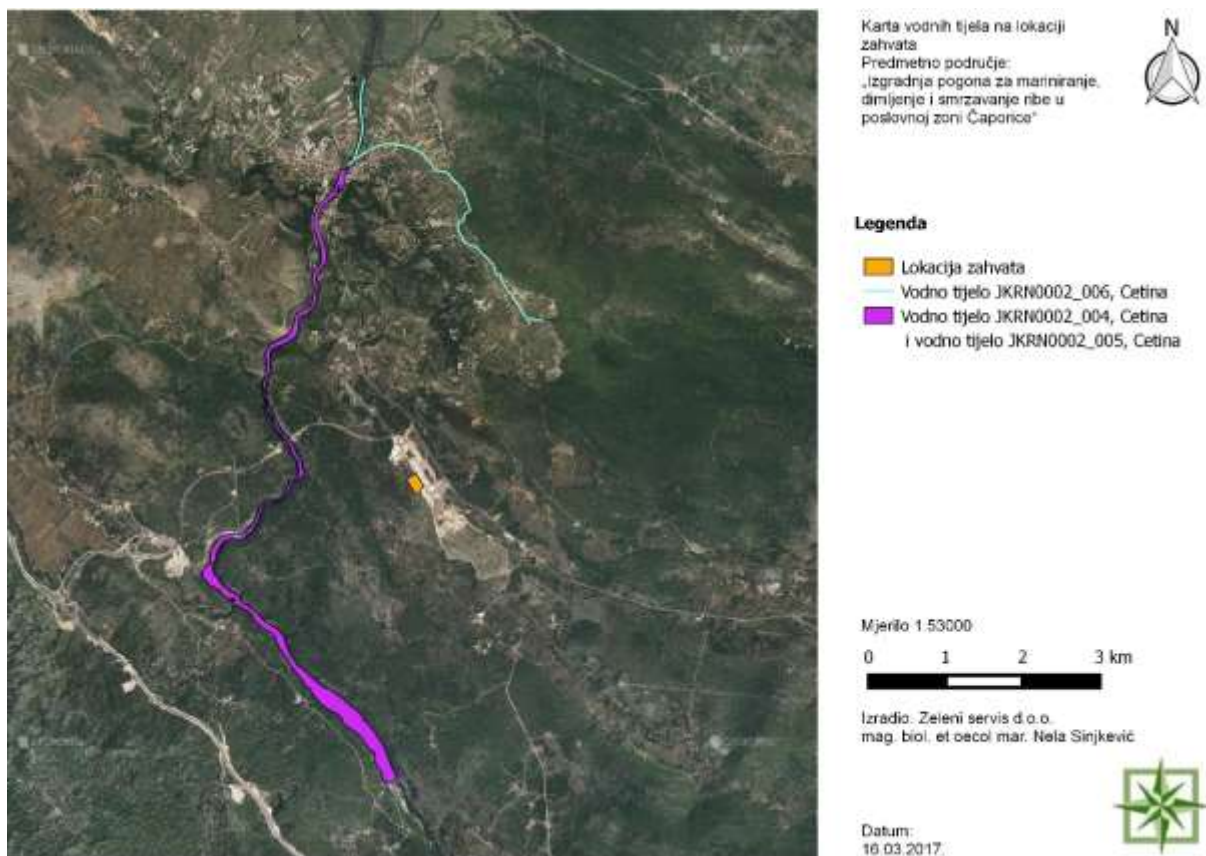 Karta vodnih tijela na lokaciji
zahvata
Predmetno područje:
„Izgradnja pogona za mariniranje,
dimljenje i smrzavanje ribe u
poslovnoj zoni Čaporice"
N
Legenda
Lokacija zahvata
Vodno tijelo JKRN0002_006, Cetina
Vodno tijelo JKRN0002_004, Cetina
i vodno tijelo JKRN0002_005, Cetina
Mjerilo 1:53000
0 1 2 3 km
Izradio: Zeleni servis d.o.o.
mag. biol. et oecol mar. Nela Sinjkević
Datum:
16.03.2017.